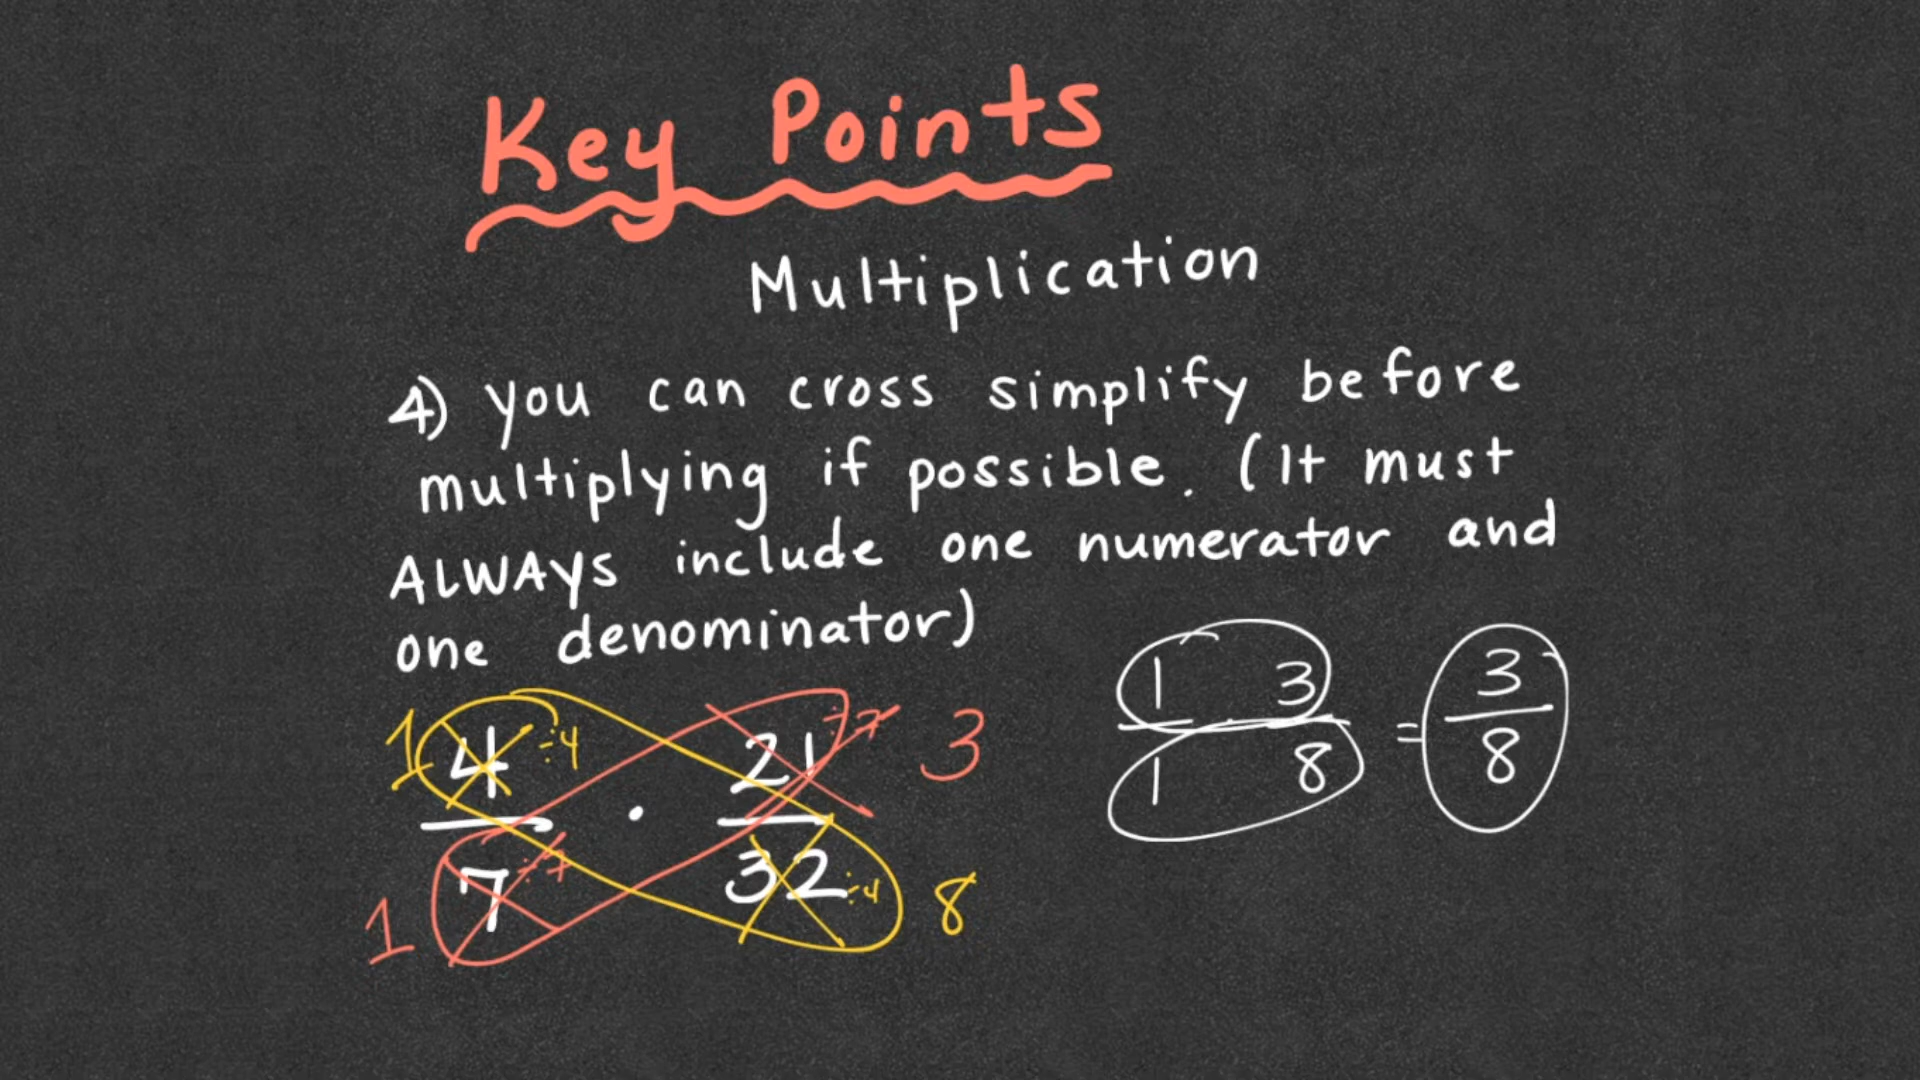 Key Points
Multiplication
4) you can cross simplify before
multiplying if possible. (It must
ALWAYS include one numerator and
one denominator)
1 4 ÷4 · 21 ÷7 3
1 7 ÷7 32 ÷4 8
1 3
1 8
= 3
8